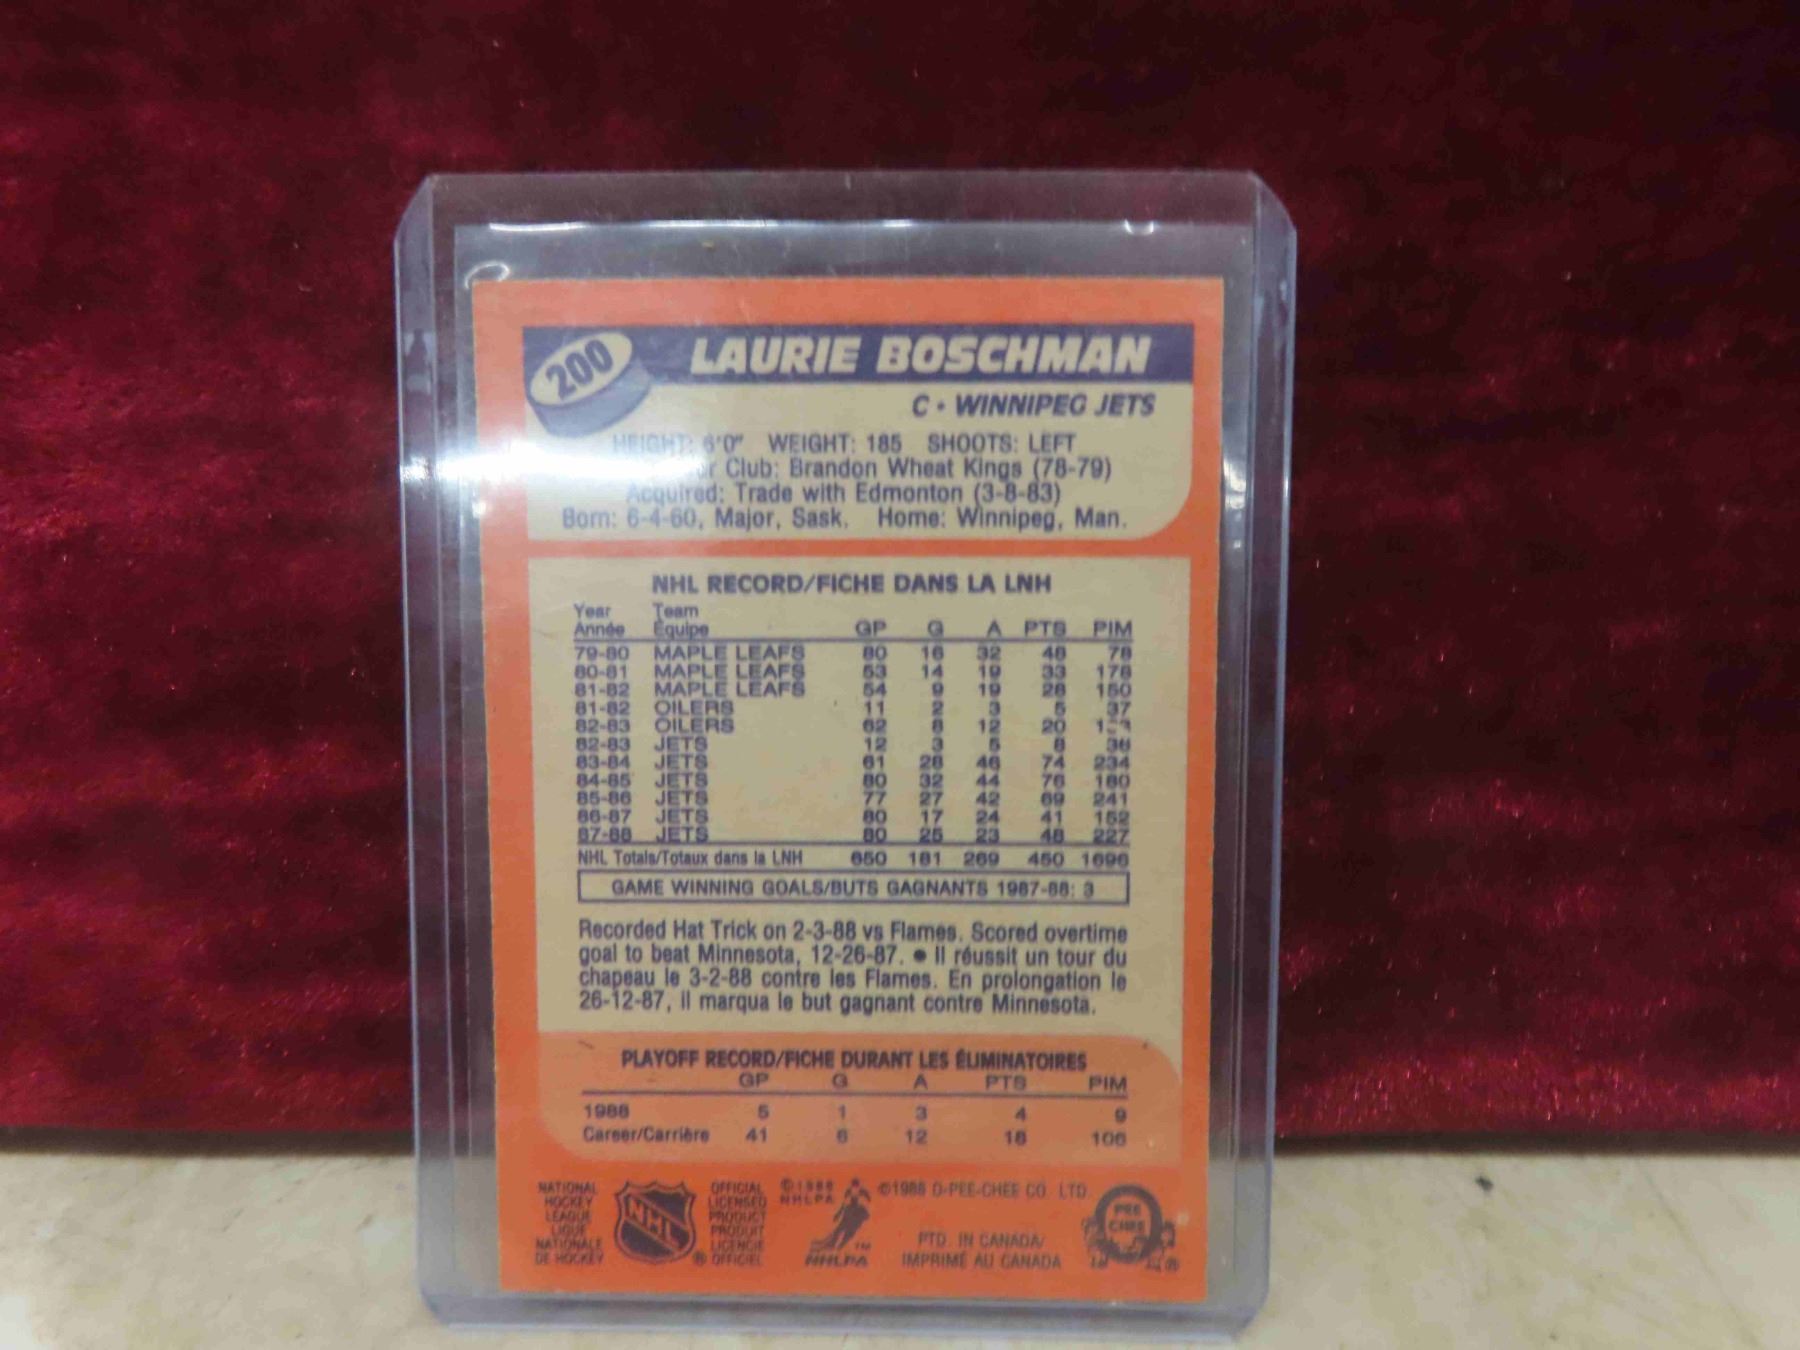 200
LAURIE BOSCHMAN
C • WINNIPEG JETS
HEIGHT: 6'0" WEIGHT: 185 SHOOTS: LEFT
Club: Brandon Wheat Kings (78-79)
Acquired: Trade with Edmonton (3-8-83)
Born: 6-4-60, Major, Sask. Home: Winnipeg, Man.
NHL RECORD/FICHE DANS LA LNH
Year Team
Année Équipe GP G A PTS PIM
79-80 MAPLE LEAFS 80 16 32 48 78
80-81 MAPLE LEAFS 53 14 19 33 178
81-82 MAPLE LEAFS 54 9 19 28 150
81-82 OILERS 11 2 3 5 37
82-83 OILERS 62 8 12 20
82-83 JETS 12 3 5 8 36
83-84 JETS 61 28 46 74 234
84-85 JETS 80 32 44 76 180
85-86 JETS 77 27 42 69 241
86-87 JETS 80 17 24 41 152
87-88 JETS 80 25 23 48 227
NHL Totals/Totaux dans la LNH 650 181 269 450 1696
GAME WINNING GOALS/BUTS GAGNANTS 1987-88: 3
Recorded Hat Trick on 2-3-88 vs Flames. Scored overtime
goal to beat Minnesota, 12-26-87. ● Il réussit un tour du
chapeau le 3-2-88 contre les Flames. En prolongation le
26-12-87, il marqua le but gagnant contre Minnesota.
PLAYOFF RECORD/FICHE DURANT LES ÉLIMINATOIRES
GP G A PTS PIM
1988 5 1 3 4 9
Career/Carrière 41 6 12 18 106
NATIONAL
HOCKEY
LEAGUE
LIGUE
NATIONALE
DE HOCKEY
NHL
®
OFFICIAL
LICENSED
PRODUCT
PRODUIT
LICENCIÉ
OFFICIEL
©1988
NHLPA
™
NHLPA
©1988 O-PEE-CHEE CO. LTD.
PTD. IN CANADA/
IMPRIMÉ AU CANADA
PEE
CHEE
®